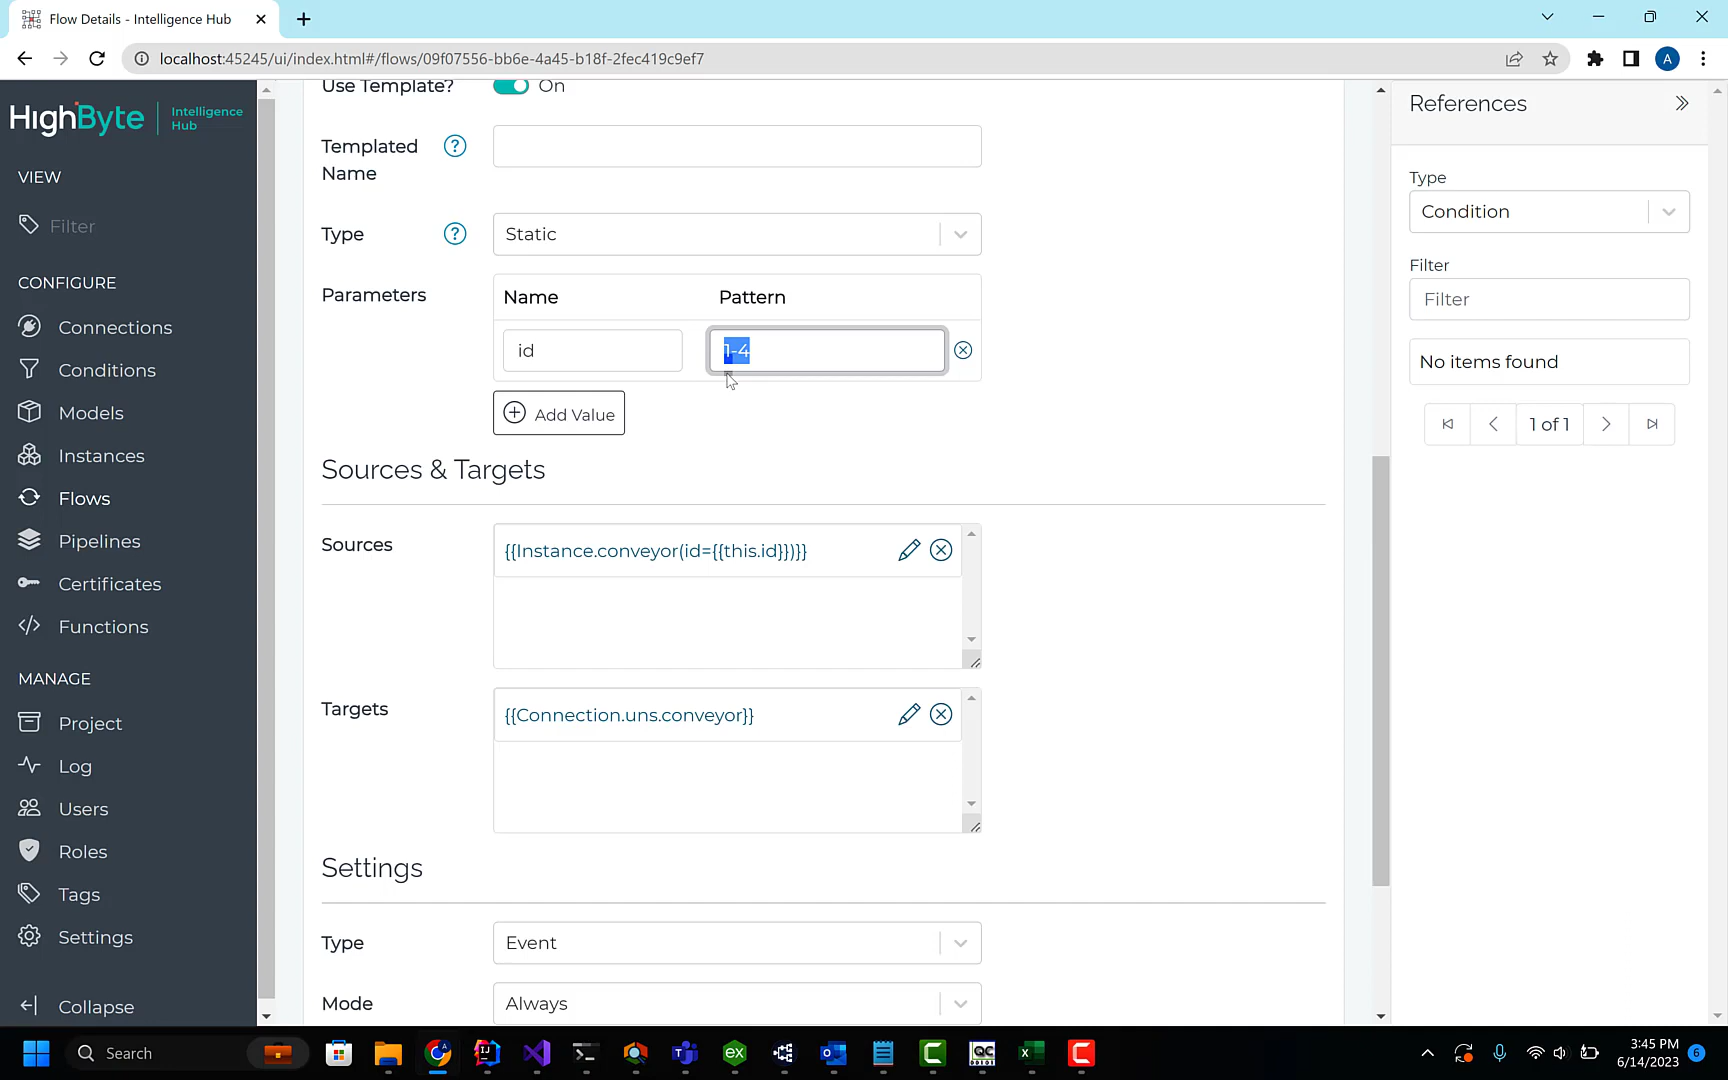 Flow Details - Intelligence Hub
localhost:45245/ui/index.html#/flows/09f07556-bb6e-4a45-b18f-2fec419c9ef7
A
HighByte
Intelligence
Hub
VIEW
Filter
CONFIGURE
Connections
Conditions
Models
Instances
Flows
Pipelines
Certificates
Functions
MANAGE
Project
Log
Users
Roles
Tags
Settings
Collapse
Use Template?
On
Templated
Name
?
Type
?
Static
Parameters
Name
Pattern
id
1-4
Add Value
Sources & Targets
Sources
{{Instance.conveyor(id={{this.id}})}}
Targets
{{Connection.uns.conveyor}}
Settings
Type
Event
Mode
Always
References
Type
Condition
Filter
Filter
No items found
1 of 1
Search
3:45 PM
6/14/2023
6